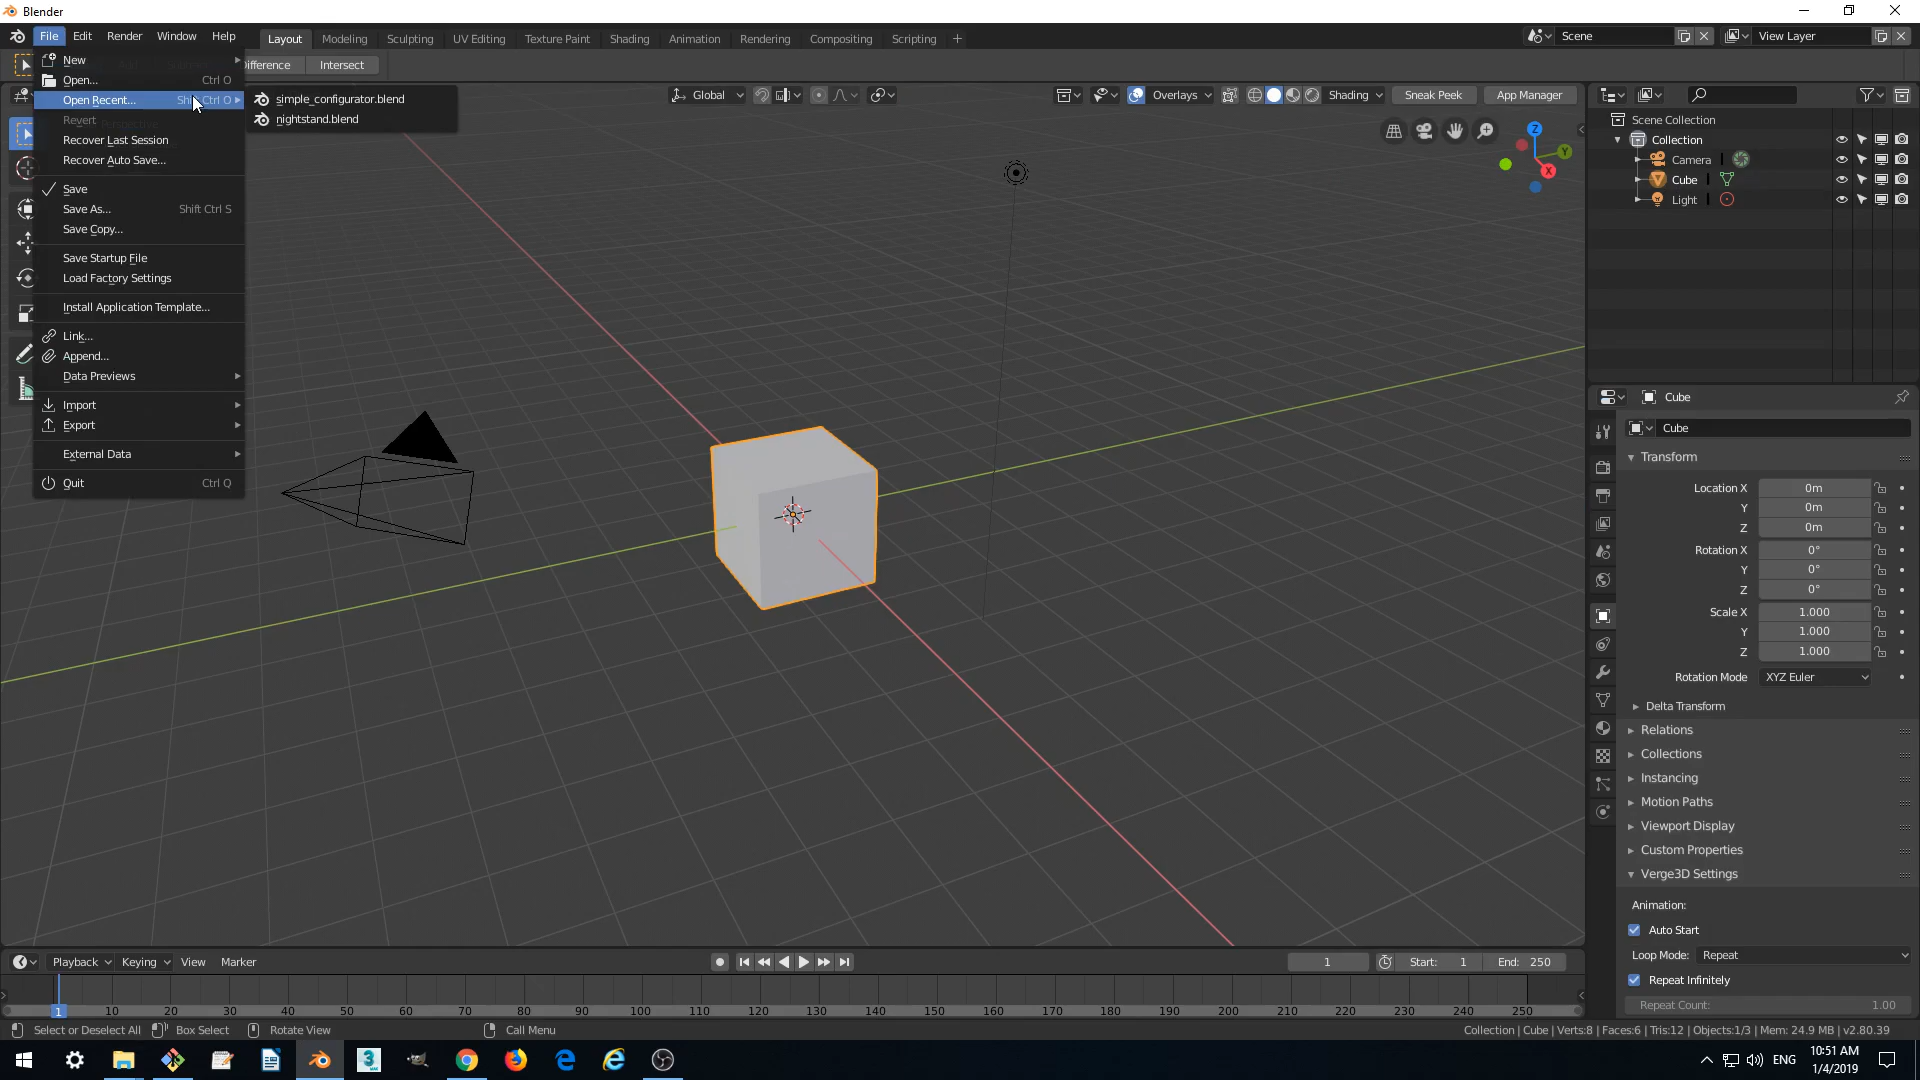 Blender
File Edit Render Window Help Layout Modeling Sculpting UV Editing Texture Paint Shading Animation Rendering Compositing Scripting + Scene View Layer
Difference Intersect
New
Open... Ctrl O
Open Recent... Shift Ctrl O
Revert
Recover Last Session
Recover Auto Save...
Save
Save As... Shift Ctrl S
Save Copy...
Save Startup File
Load Factory Settings
Install Application Template...
Link...
Append...
Data Previews
Import
Export
External Data
Quit Ctrl Q
simple_configurator.blend
nightstand.blend
Global Overlays Shading Sneak Peek App Manager
Z
Y
X
Scene Collection
Collection
Camera
Cube
Light
Cube
Cube
Transform
Location X 0m
Y 0m
Z 0m
Rotation X 0°
Y 0°
Z 0°
Scale X 1.000
Y 1.000
Z 1.000
Rotation Mode XYZ Euler
Delta Transform
Relations
Collections
Instancing
Motion Paths
Viewport Display
Custom Properties
Verge3D Settings
Animation:
Auto Start
Loop Mode: Repeat
Repeat Infinitely
Repeat Count: 1.00
Playback Keying View Marker 1 Start: 1 End: 250
1 10 20 30 40 50 60 70 80 90 100 110 120 130 140 150 160 170 180 190 200 210 220 230 240 250
Select or Deselect All Box Select Rotate View Call Menu Collection | Cube | Verts:8 | Faces:6 | Tris:12 | Objects:1/3 | Mem: 24.9 MB | v2.80.39
ENG 10:51 AM
1/4/2019